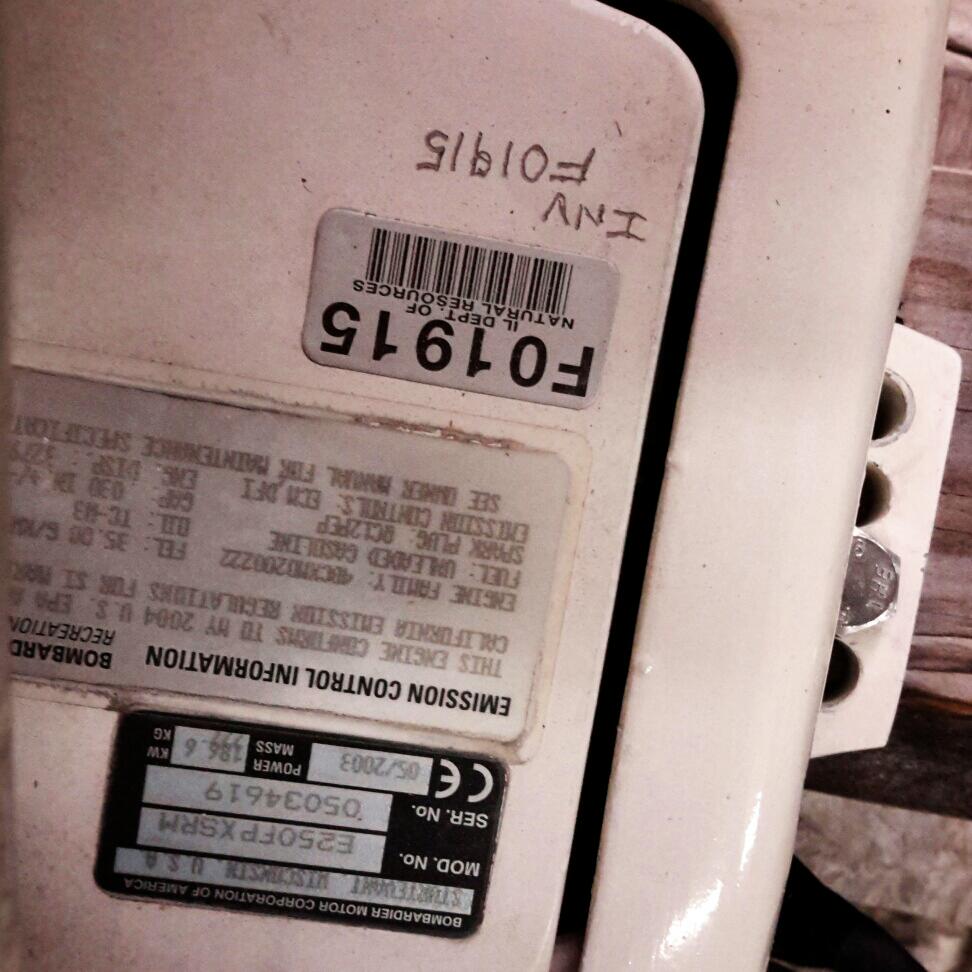 BOMBARDIER MOTOR CORPORATION OF AMERICA
STURTEVANT WISCONSIN, U.S.A
MOD. No. E250FPXSRM
SER. No. 05034619
CE 05/2003 POWER 186.6 KW
MASS KG
EMISSION CONTROL INFORMATION BOMBARD
RECREATION
THIS ENGINE CONFORMS TO MY 2004 U.S. EPA
CALIFORNIA EMISSION REGULATIONS FOR SI MAR
ENGINE FAMILY: 4BCXM0200222 FEL: 35.00 G/KW
FUEL: UNLEADED GASOLINE OIL: TC-W3
SPARK PLUG: QC12PEP GAP: .030 IN +/
EMISSION CONTROLS: ECM DFI ENG. DISP:
SEE OWNER MANUAL FOR MAINTENANCE SPECIFICAT
F01915
IL DEPT. OF
NATURAL RESOURCES
INV
F01915